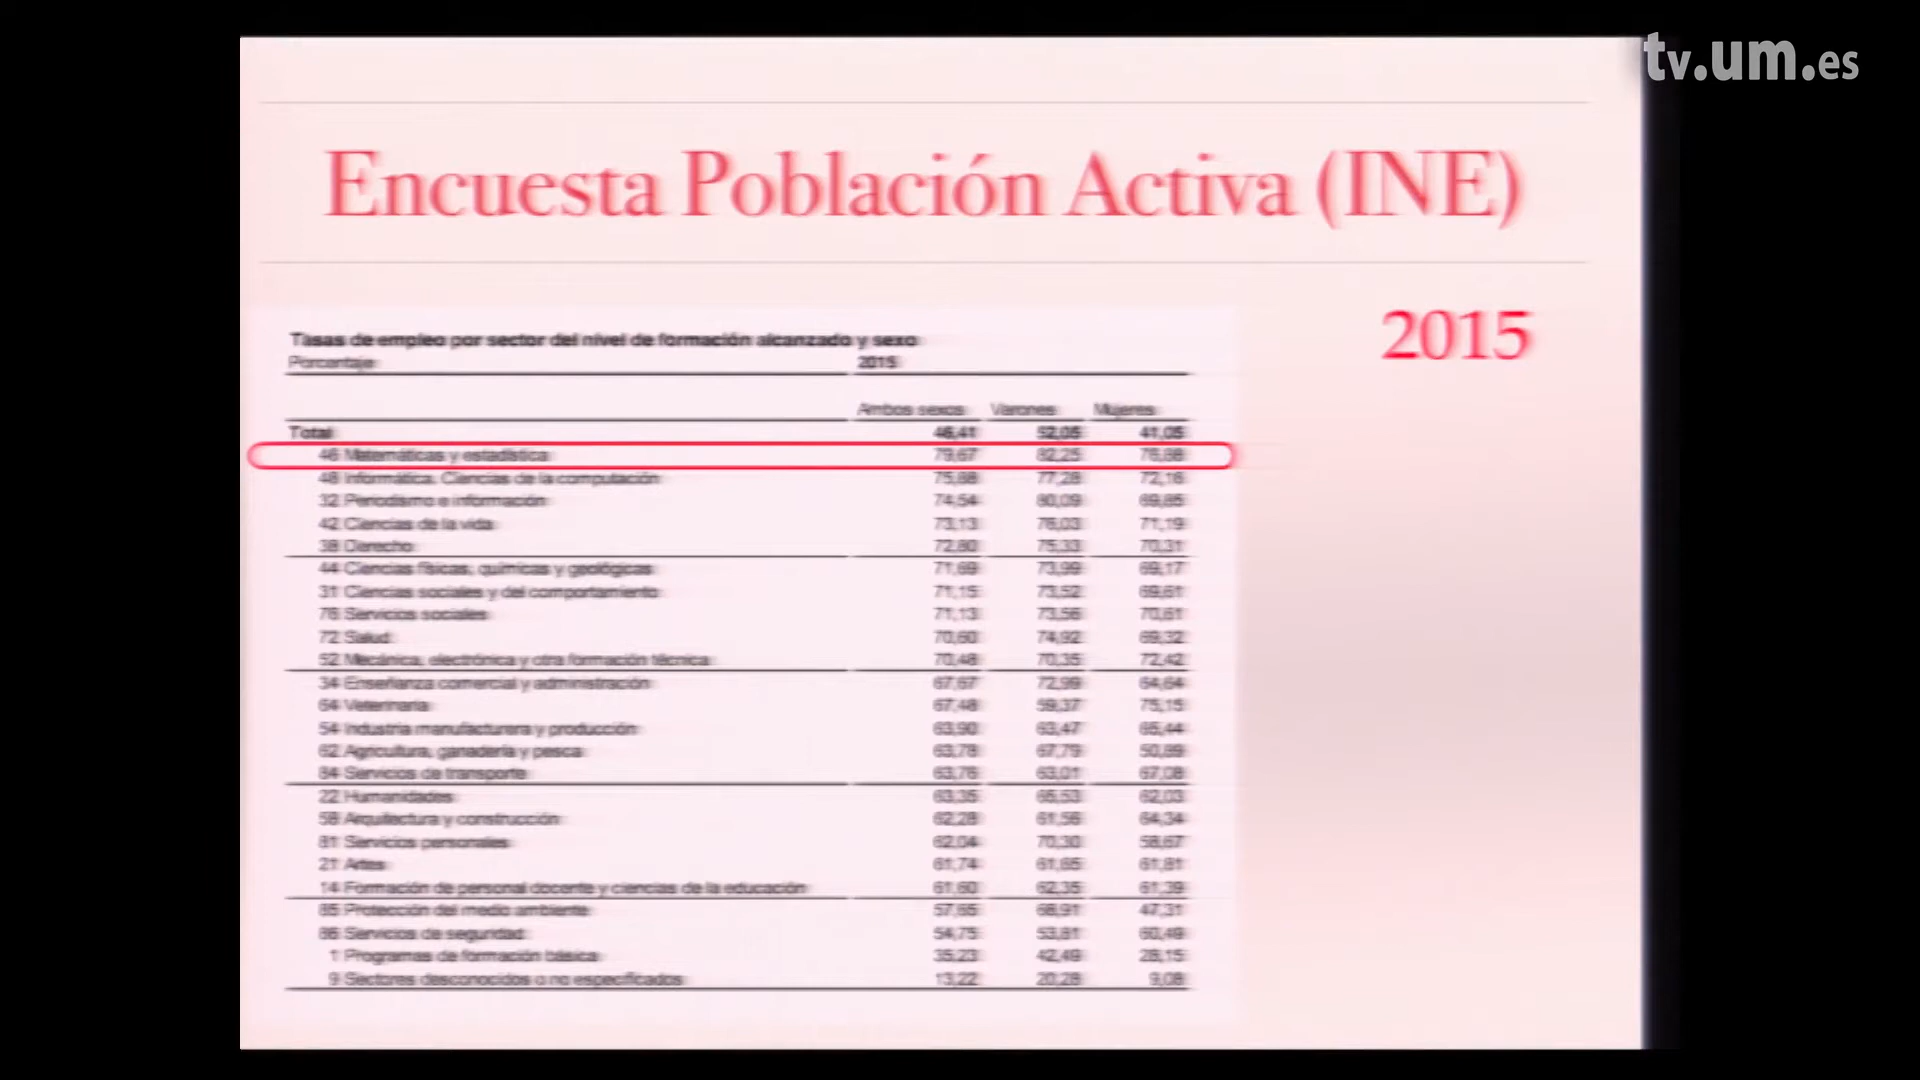 tv.um.es
Encuesta Población Activa (INE)
2015
Tasas de empleo por sector del nivel de formación alcanzado y sexo
Porcentaje 2015
Ambos sexos Varones Mujeres
Total 46,41 52,05 41,05
46 Matemáticas y estadística 79,67 82,25 76,88
48 Informática, Ciencias de la computación 75,88 77,28 72,16
32 Periodismo e información 74,54 80,09 69,85
42 Ciencias de la vida 73,13 76,03 71,19
38 Derecho 72,80 75,33 70,31
44 Ciencias físicas, químicas y geológicas 71,69 73,99 69,17
31 Ciencias sociales y del comportamiento 71,15 73,52 69,61
76 Servicios sociales 71,13 73,56 70,61
72 Salud 70,60 74,92 69,32
52 Mecánica, electrónica y otra formación técnica 70,48 70,35 72,42
34 Enseñanza comercial y administración 67,67 72,99 64,64
64 Veterinaria 67,48 59,37 75,15
54 Industria manufacturera y producción 63,90 63,47 65,44
62 Agricultura, ganadería y pesca 63,78 67,79 50,89
84 Servicios de transporte 63,76 63,01 67,08
22 Humanidades 63,35 65,53 62,03
58 Arquitectura y construcción 62,28 61,56 64,34
81 Servicios personales 62,04 70,30 58,67
21 Artes 61,74 61,65 61,81
14 Formación de personal docente y ciencias de la educación 61,60 62,35 61,39
85 Protección del medio ambiente 57,65 68,91 47,31
86 Servicios de seguridad 54,75 53,81 60,49
1 Programas de formación básica 35,23 42,49 28,15
9 Sectores desconocidos o no especificados 13,22 20,28 9,08